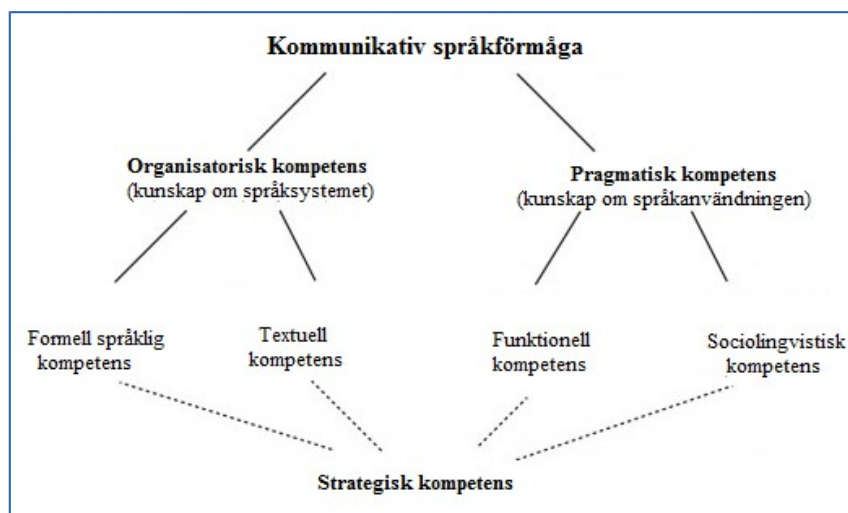 Kommunikativ språkförmåga
Organisatorisk kompetens
(kunskap om språksystemet)
Pragmatisk kompetens
(kunskap om språkanvändningen)
Formell språklig
kompetens
Textuell
kompetens
Funktionell
kompetens
Sociolingvistisk
kompetens
Strategisk kompetens